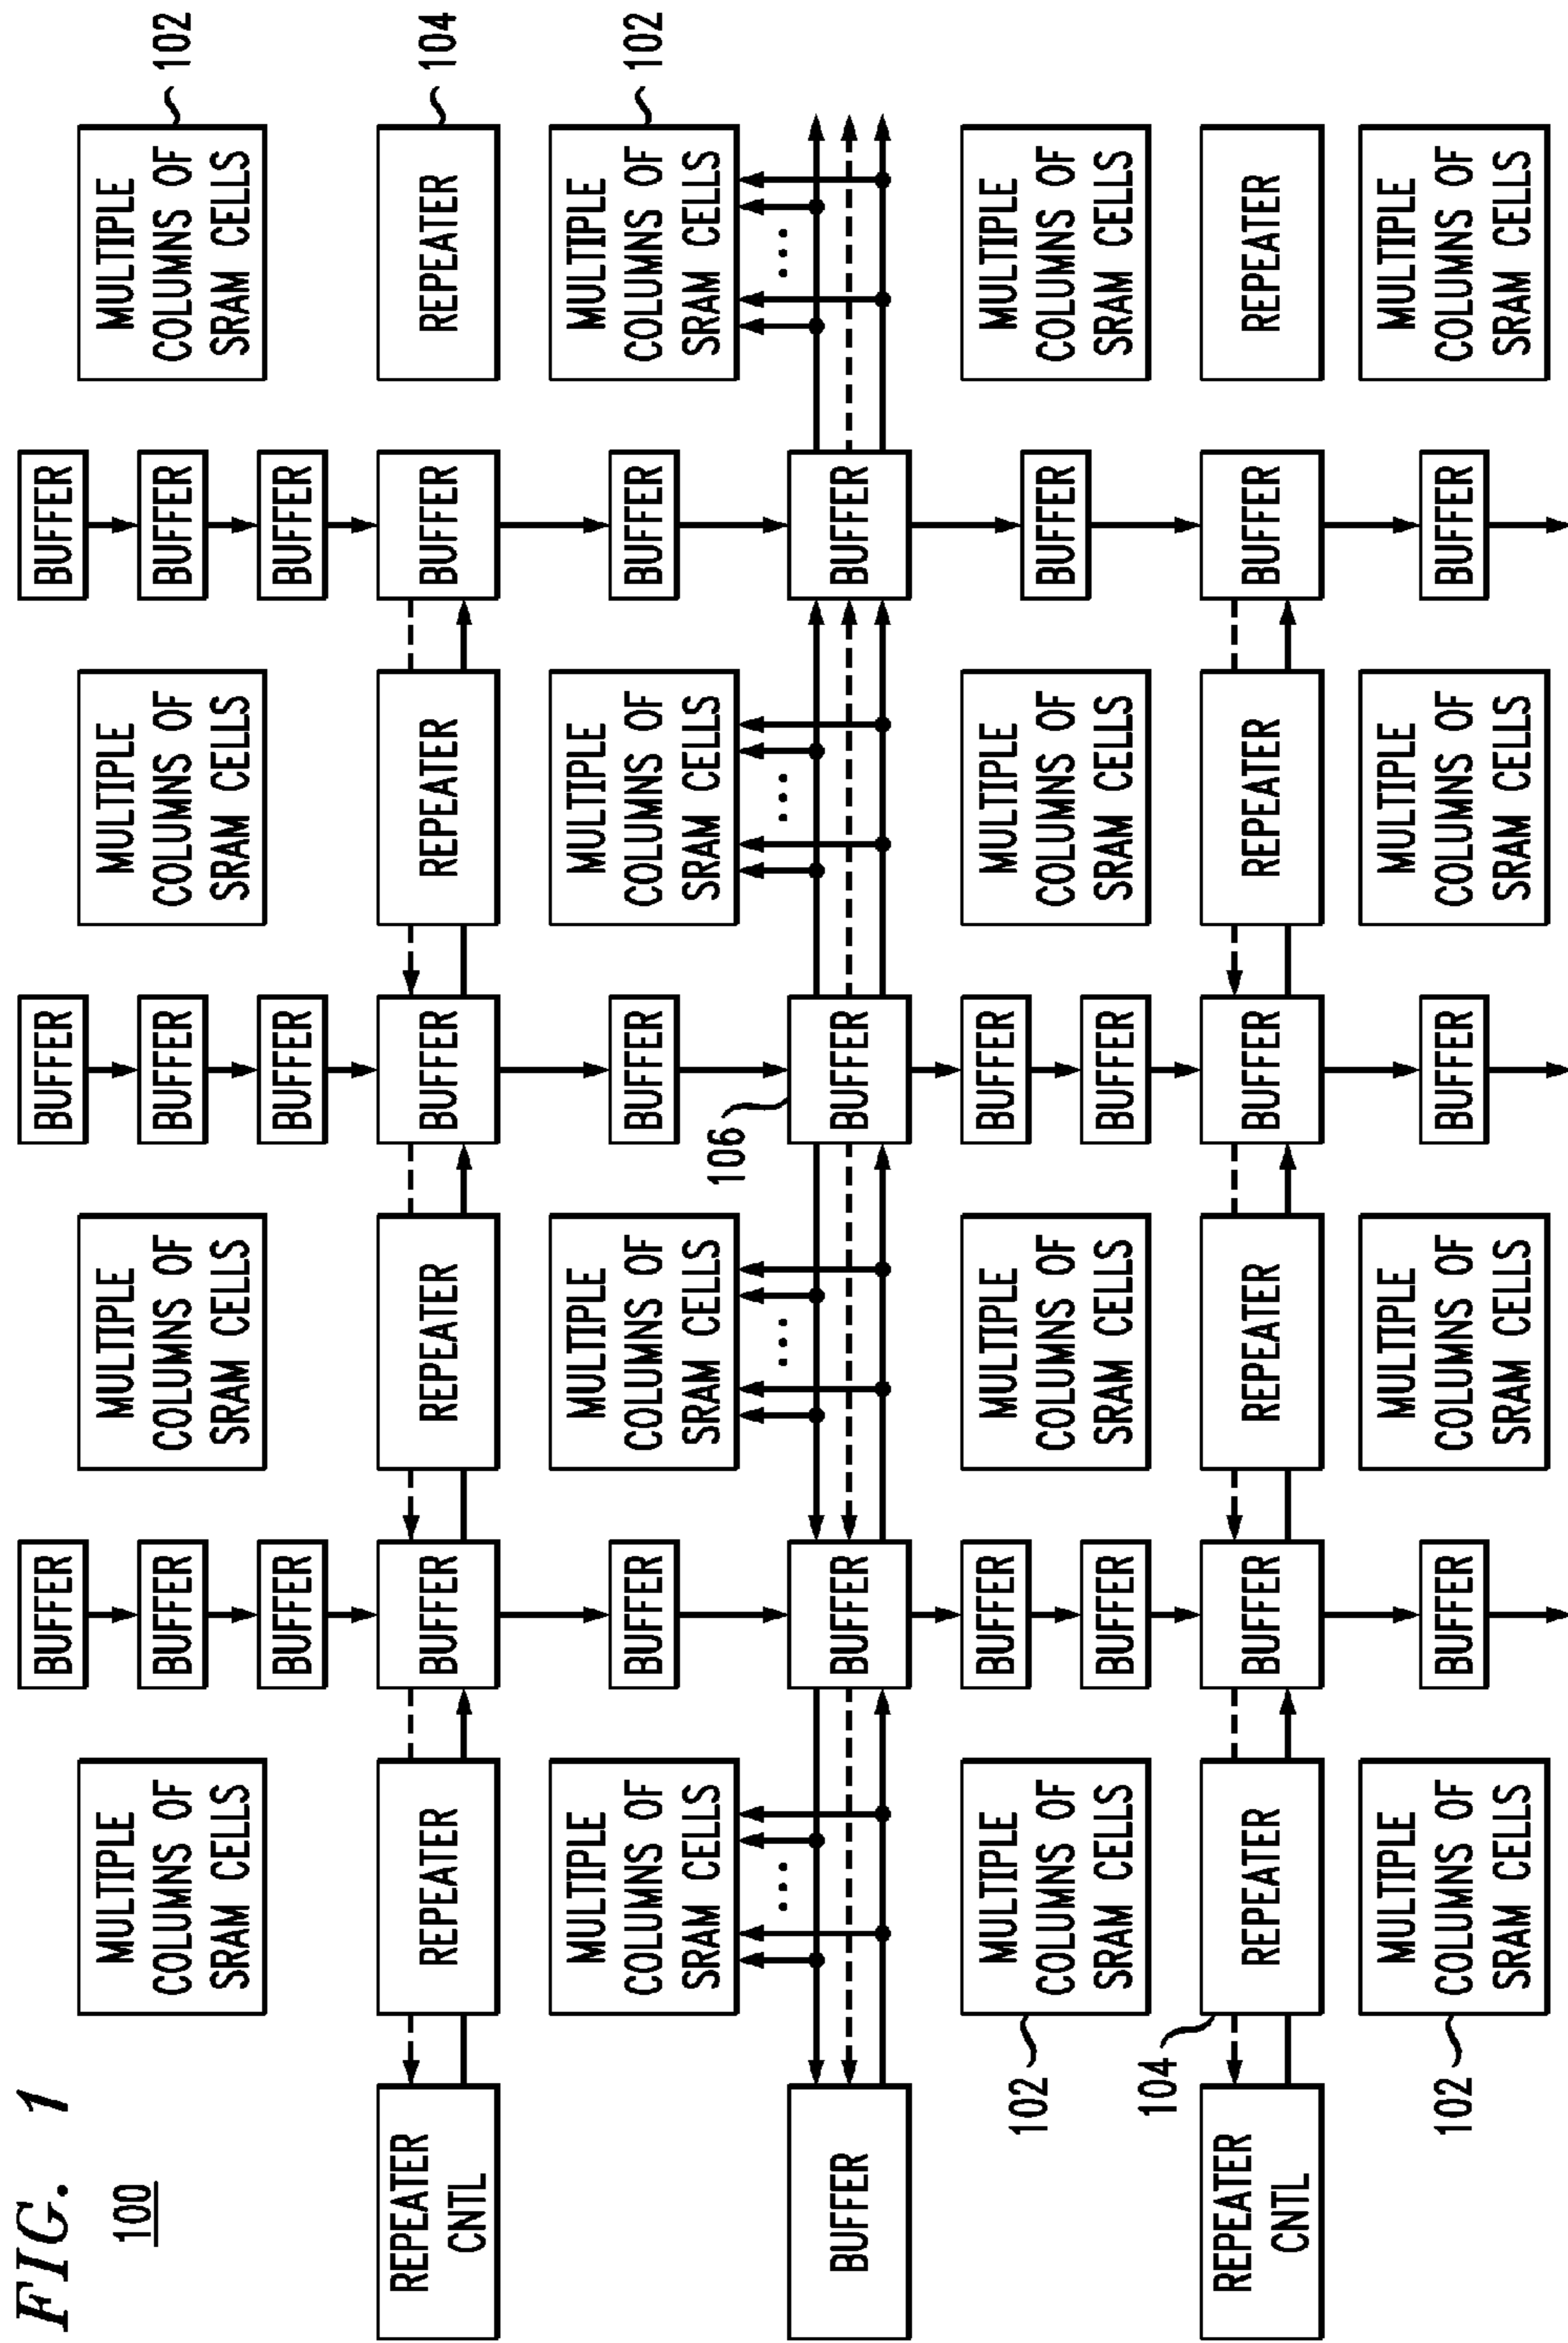 FIG. 1
BUFFER
BUFFER
BUFFER
100
MULTIPLE
COLUMNS OF
SRAM CELLS
BUFFER
BUFFER
MULTIPLE
COLUMNS OF
SRAM CELLS
BUFFER
BUFFER
MULTIPLE
COLUMNS OF
SRAM CELLS
BUFFER
BUFFER
MULTIPLE
COLUMNS OF
SRAM CELLS
102
REPEATER
CNTL
REPEATER
BUFFER
REPEATER
BUFFER
REPEATER
BUFFER
REPEATER
104
MULTIPLE
COLUMNS OF
SRAM CELLS
BUFFER
MULTIPLE
COLUMNS OF
SRAM CELLS
BUFFER
MULTIPLE
COLUMNS OF
SRAM CELLS
BUFFER
MULTIPLE
COLUMNS OF
SRAM CELLS
102
106
BUFFER
BUFFER
BUFFER
BUFFER
102
MULTIPLE
COLUMNS OF
SRAM CELLS
BUFFER
BUFFER
MULTIPLE
COLUMNS OF
SRAM CELLS
BUFFER
BUFFER
MULTIPLE
COLUMNS OF
SRAM CELLS
BUFFER
MULTIPLE
COLUMNS OF
SRAM CELLS
104
REPEATER
CNTL
REPEATER
BUFFER
REPEATER
BUFFER
REPEATER
BUFFER
REPEATER
102
MULTIPLE
COLUMNS OF
SRAM CELLS
BUFFER
MULTIPLE
COLUMNS OF
SRAM CELLS
BUFFER
MULTIPLE
COLUMNS OF
SRAM CELLS
BUFFER
MULTIPLE
COLUMNS OF
SRAM CELLS